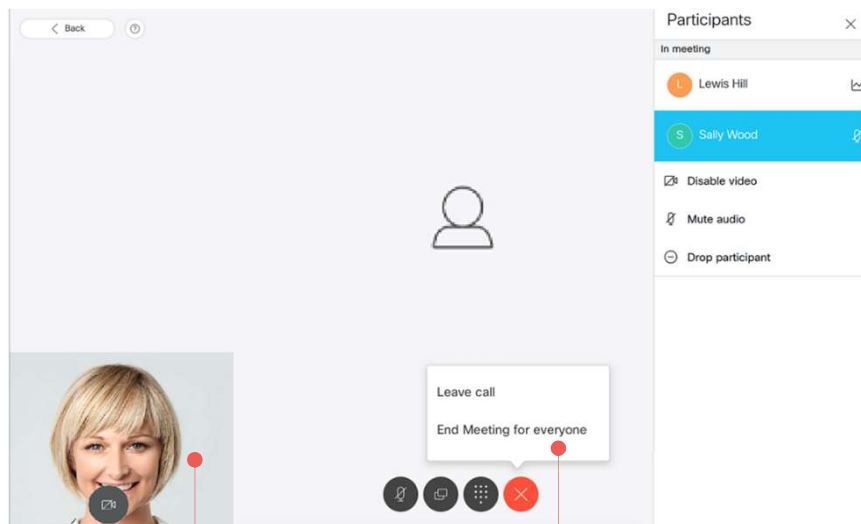 Back
?
Participants
In meeting
L Lewis Hill
S Sally Wood
Disable video
Mute audio
Drop participant
Leave call
End Meeting for everyone